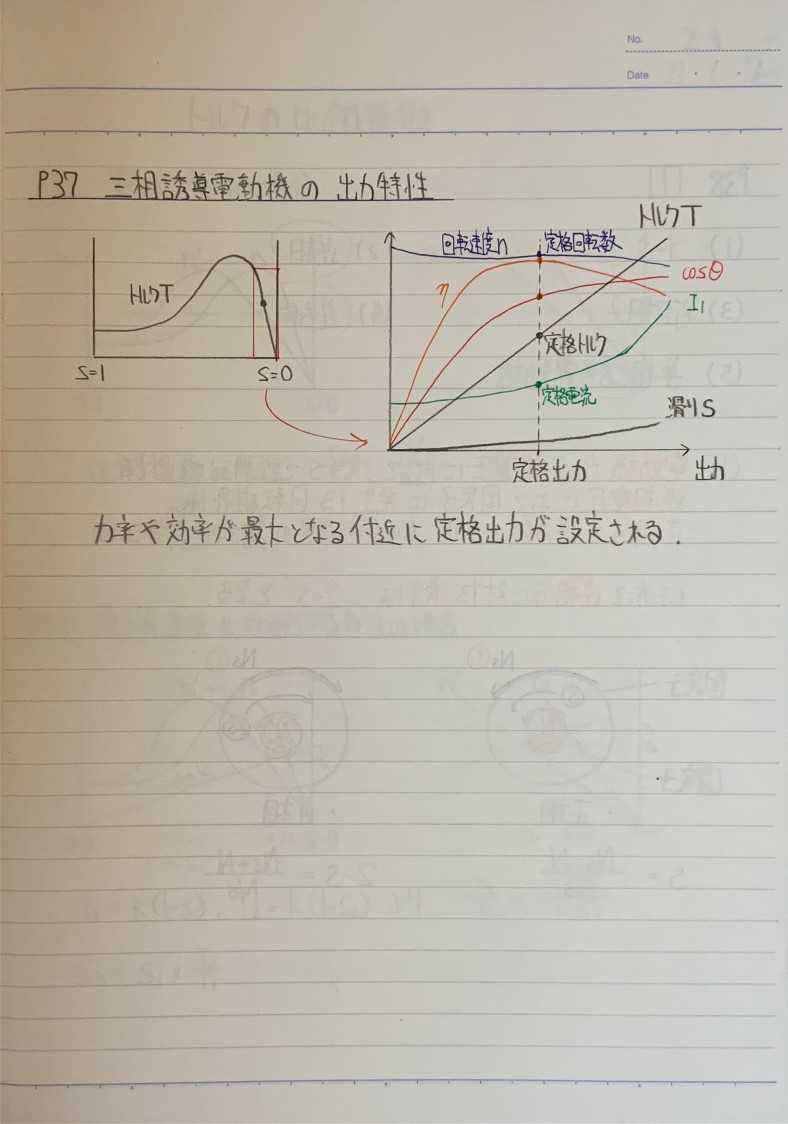 No.
Date
P37 三相誘導電動機の出力特性
トルクT
S=1
S=0
トルクT
回転速度n
定格回転数
η
cosθ
I₁
定格トルク
定格電流
滑りS
定格出力
出力
力率や効率が最大となる付近に定格出力が設定される.